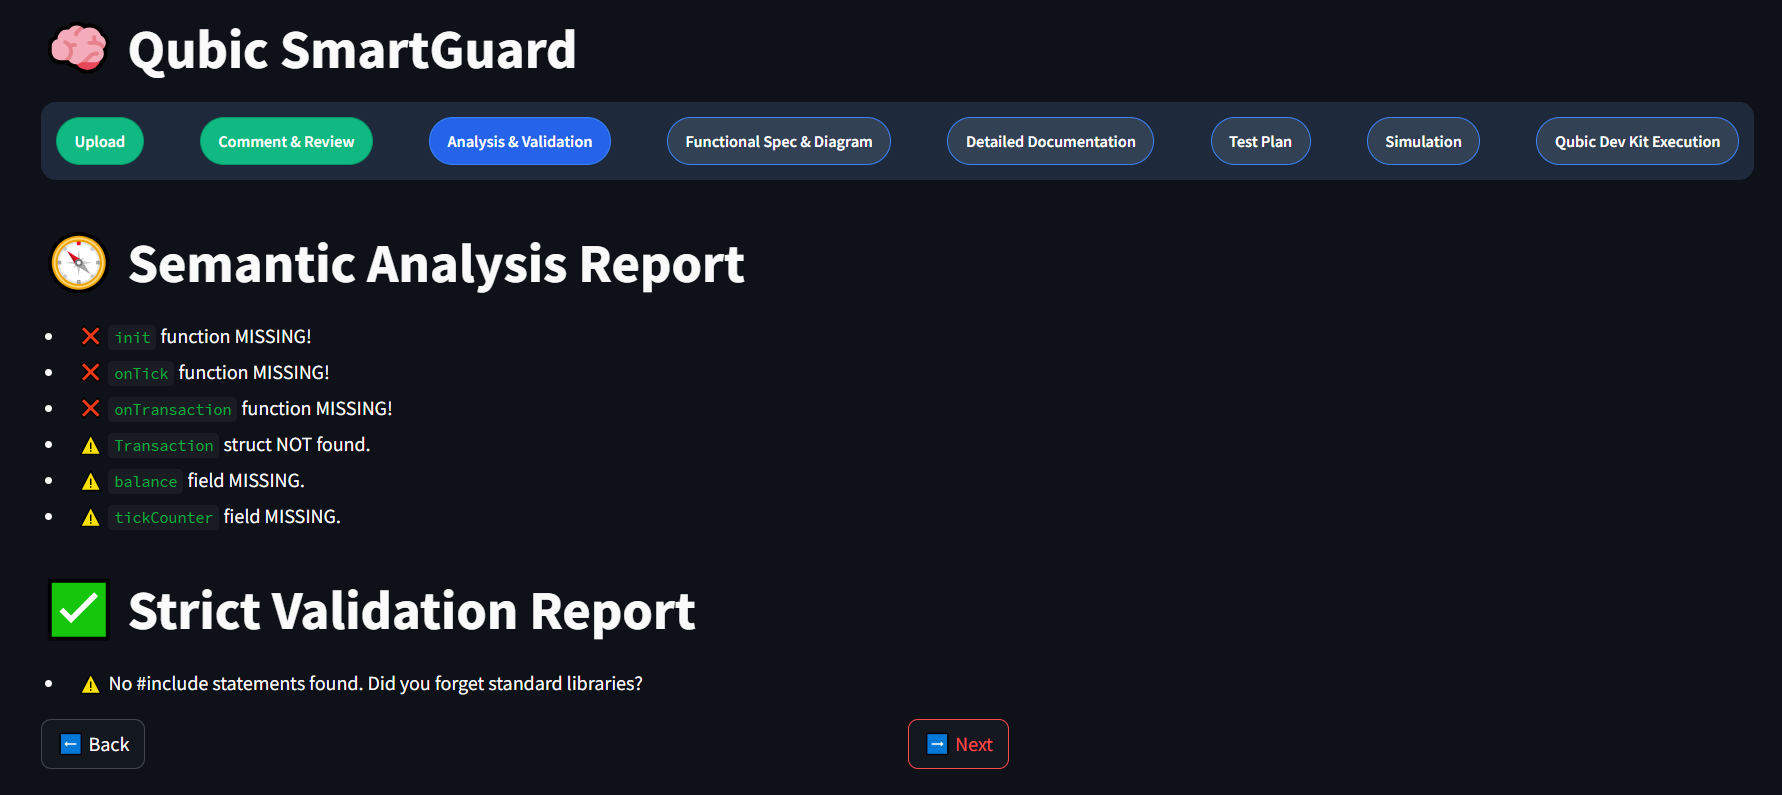 Qubic SmartGuard
Upload
Comment & Review
Analysis & Validation
Functional Spec & Diagram
Detailed Documentation
Test Plan
Simulation
Qubic Dev Kit Execution
Semantic Analysis Report
init function MISSING!
onTick function MISSING!
onTransaction function MISSING!
Transaction struct NOT found.
balance field MISSING.
tickCounter field MISSING.
Strict Validation Report
No #include statements found. Did you forget standard libraries?
Back
Next